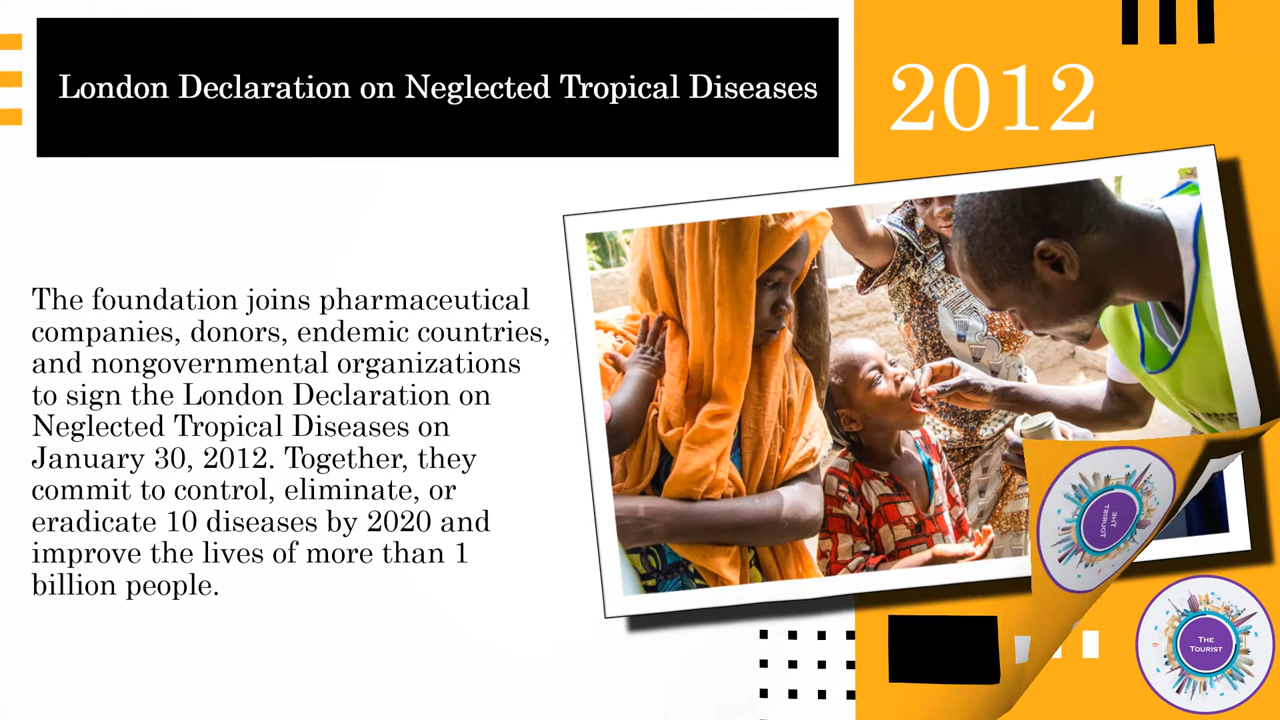 London Declaration on Neglected Tropical Diseases
2012
The foundation joins pharmaceutical
companies, donors, endemic countries,
and nongovernmental organizations
to sign the London Declaration on
Neglected Tropical Diseases on
January 30, 2012. Together, they
commit to control, eliminate, or
eradicate 10 diseases by 2020 and
improve the lives of more than 1
billion people.
THE
TOURIST
THE
TOURIST